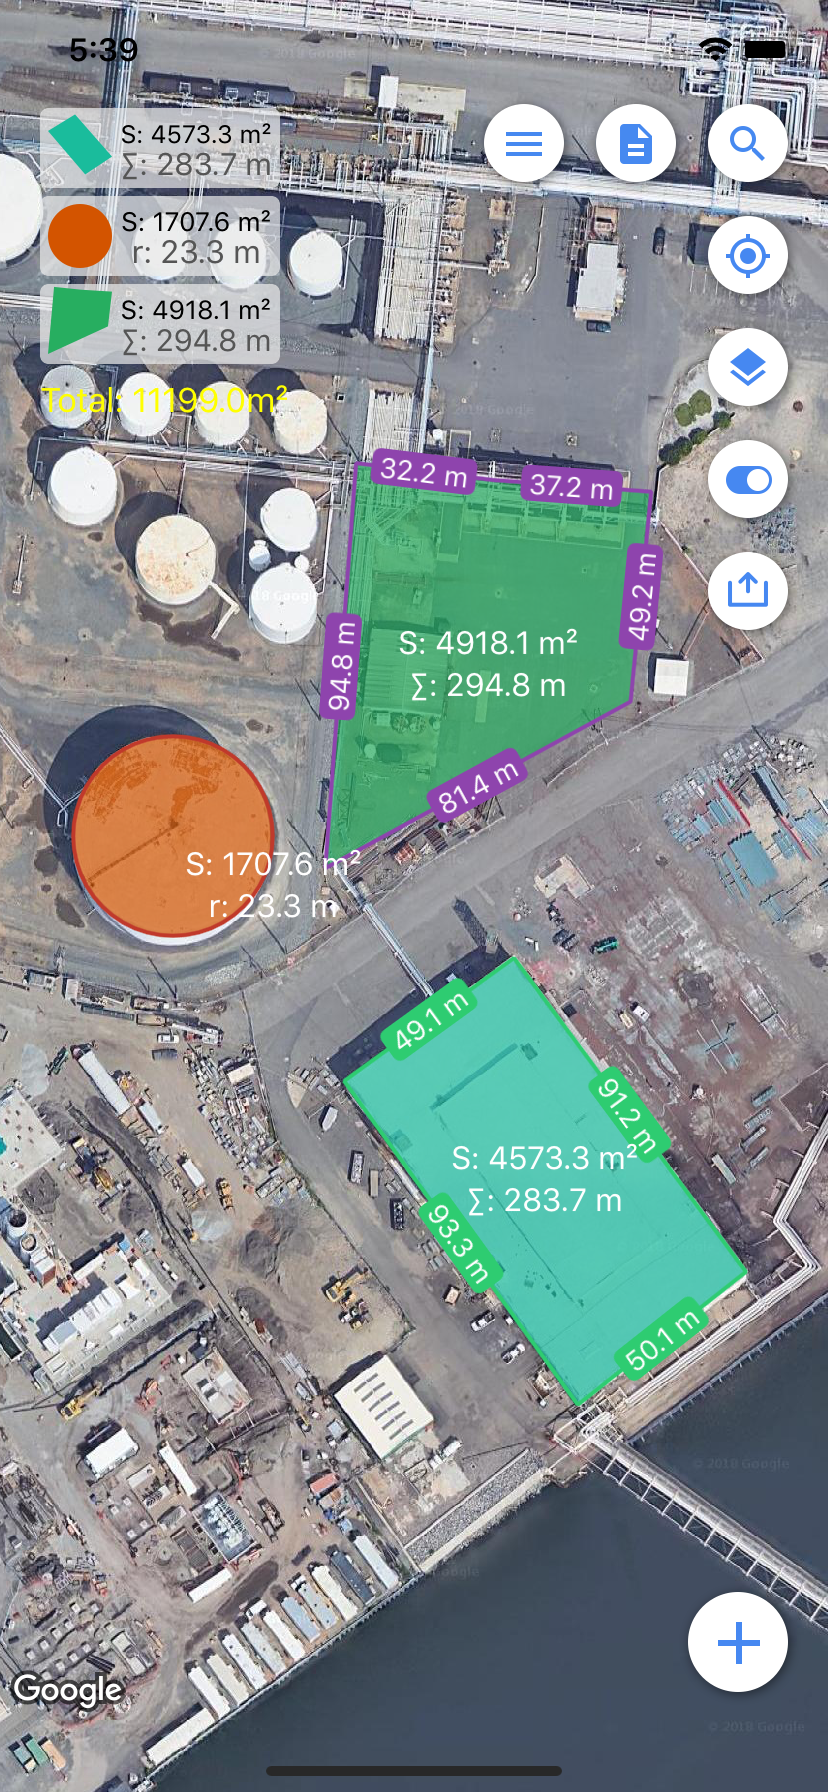 5:39
S: 4573.3 m²
∑: 283.7 m
S: 1707.6 m²
r: 23.3 m
S: 4918.1 m²
∑: 294.8 m
Total: 11199.0m²
© 2018 Google
32.2 m
37.2 m
49.2 m
94.8 m
S: 4918.1 m²
∑: 294.8 m
81.4 m
S: 1707.6 m²
r: 23.3 m
49.1 m
91.2 m
S: 4573.3 m²
∑: 283.7 m
93.3 m
50.1 m
© 2018 Google
Google
© 2018 Google